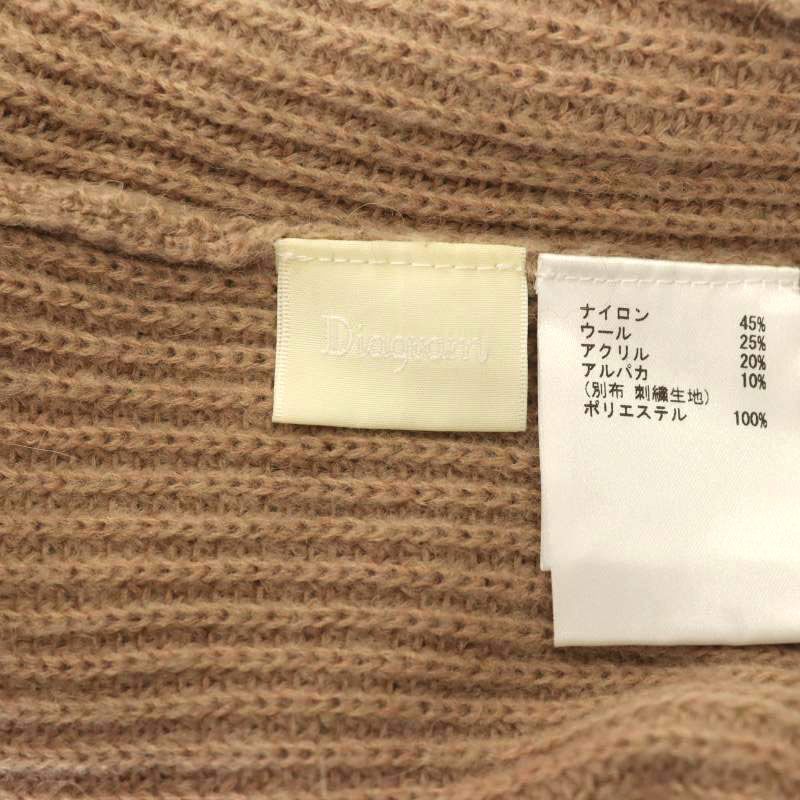 Diagram
ナイロン 45%
ウール 25%
アクリル 20%
アルパカ 10%
(別布 刺繍生地)
ポリエステル 100%